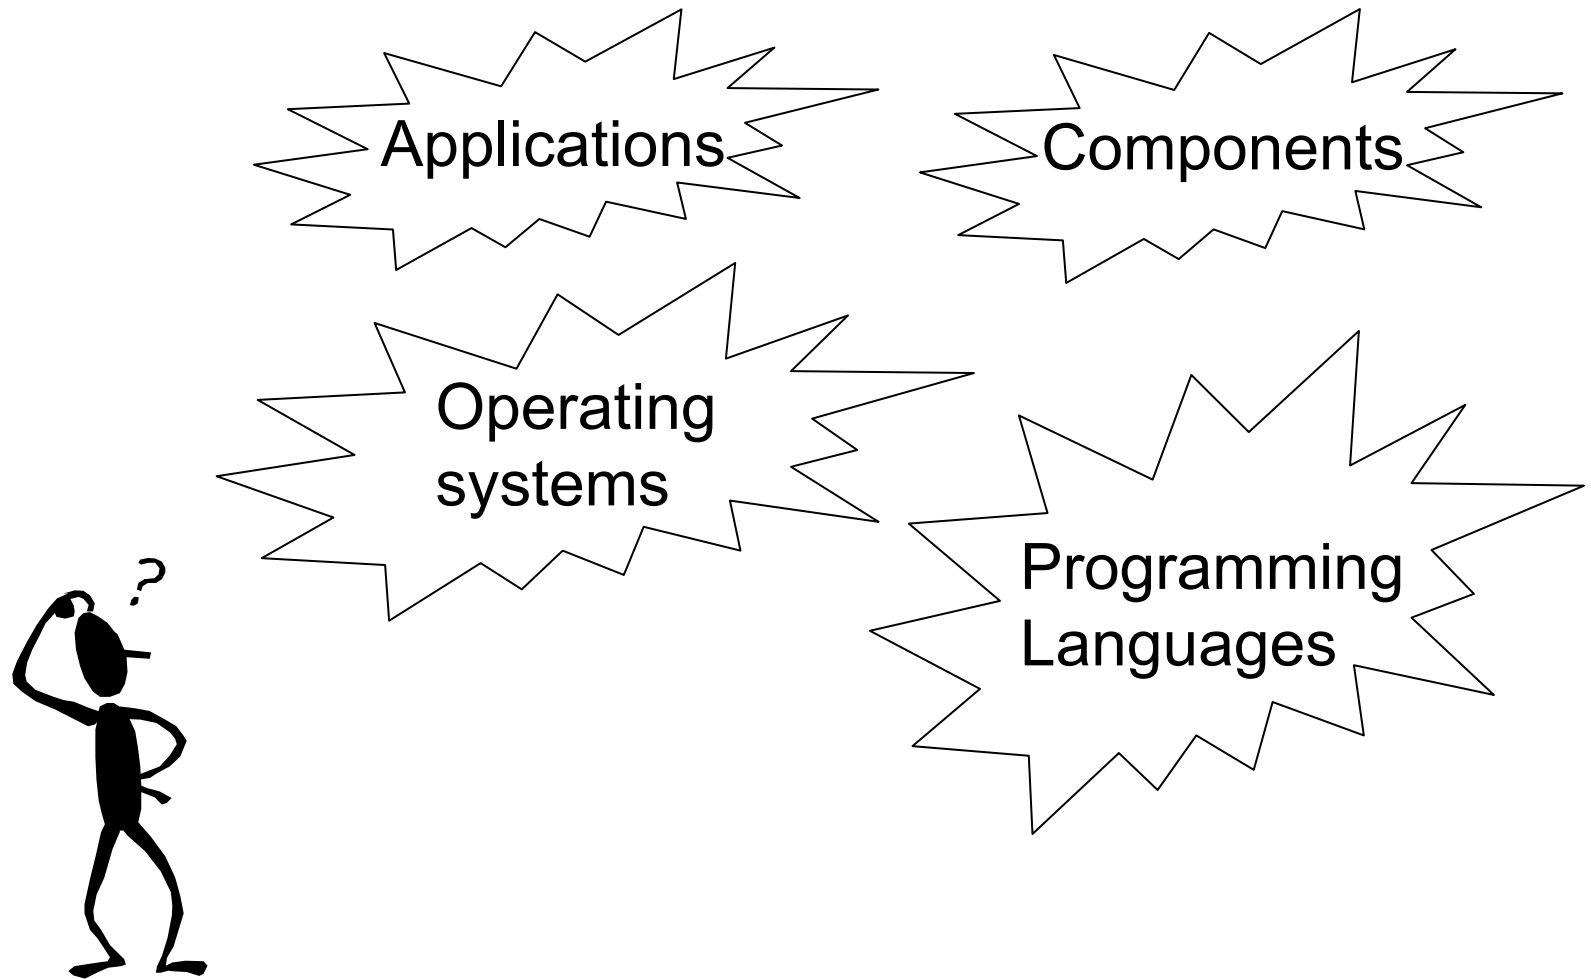 Applications
Components
Operating
systems
Programming
Languages
?